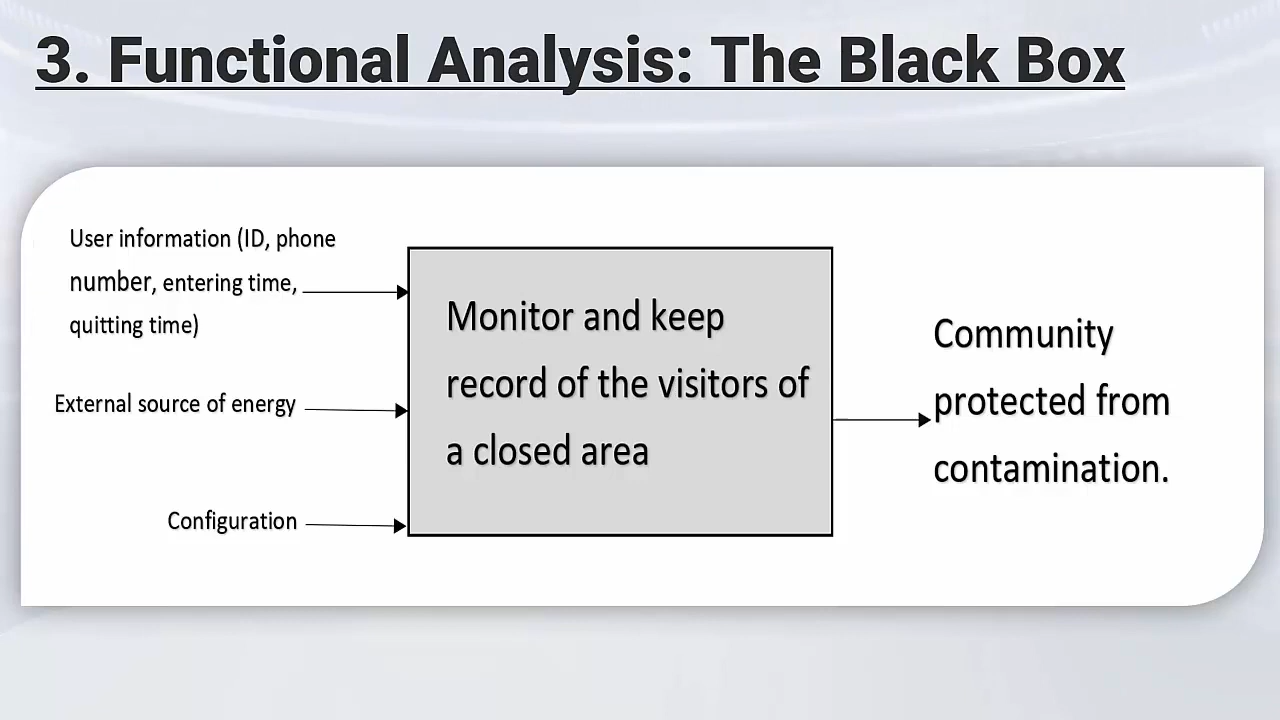 3. Functional Analysis: The Black Box
User information (ID, phone
number, entering time,
quitting time)
External source of energy
Configuration
Monitor and keep
record of the visitors of
a closed area
Community
protected from
contamination.